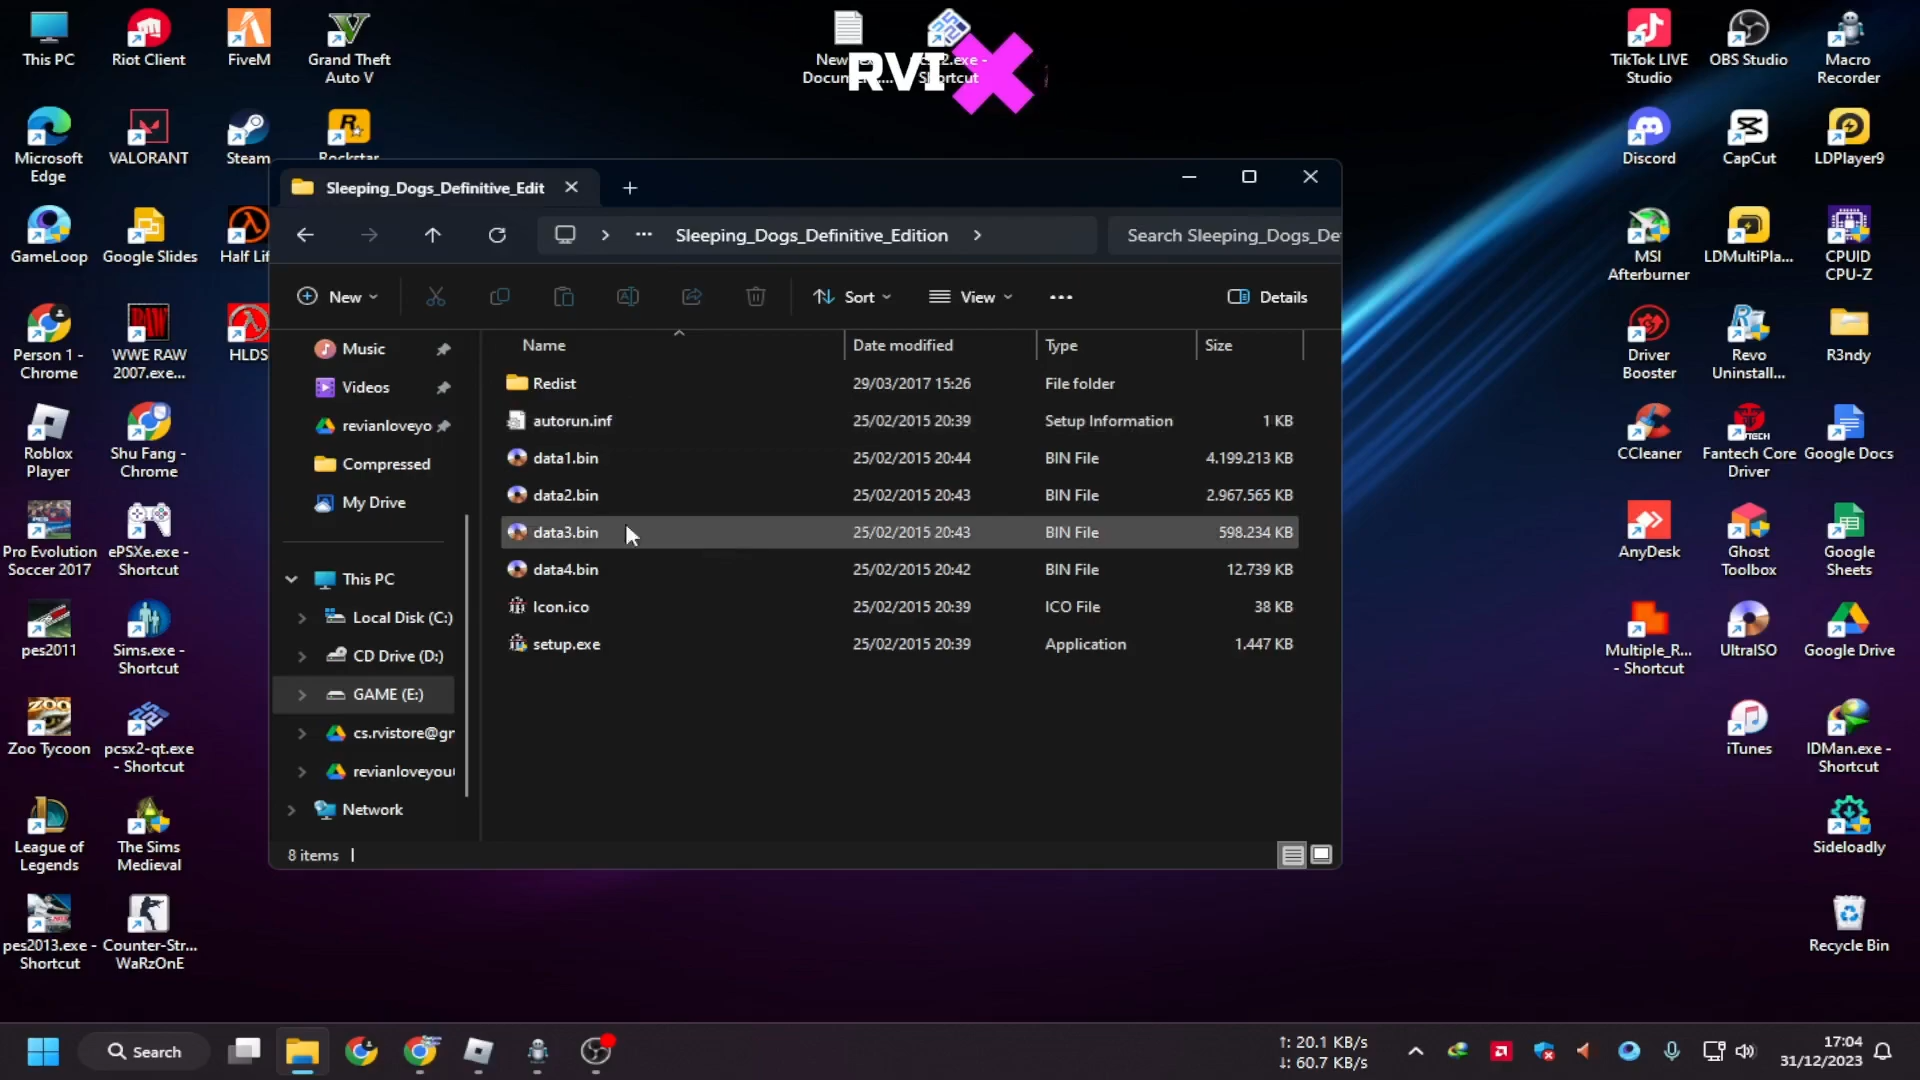 This PC
Riot Client
FiveM
Grand Theft
Auto V
New
Docum....
2.exe -
Shortcut
RVI X
TikTok LIVE
Studio
OBS Studio
Macro
Recorder
Microsoft
Edge
VALORANT
Steam
Rockstar
Discord
CapCut
LDPlayer9
Sleeping_Dogs_Definitive_Edit
Sleeping_Dogs_Definitive_Edition
Search Sleeping_Dogs_De
GameLoop
Google Slides
Half Lif
MSI
Afterburner
LDMultiPla...
CPUID
CPU-Z
New
Sort
View
Details
Person 1 -
Chrome
WWE RAW
2007.exe...
HLDS
Driver
Booster
Revo
Uninstall...
R3ndy
Music
Videos
revianloveyo
Compressed
My Drive
This PC
Local Disk (C:)
CD Drive (D:)
GAME (E:)
cs.rvistore@gr
revianloveyou
Network
Name Date modified Type Size
Redist 29/03/2017 15:26 File folder
autorun.inf 25/02/2015 20:39 Setup Information 1 KB
data1.bin 25/02/2015 20:44 BIN File 4.199.213 KB
data2.bin 25/02/2015 20:43 BIN File 2.967.565 KB
data3.bin 25/02/2015 20:43 BIN File 598.234 KB
data4.bin 25/02/2015 20:42 BIN File 12.739 KB
Icon.ico 25/02/2015 20:39 ICO File 38 KB
setup.exe 25/02/2015 20:39 Application 1.447 KB
8 items
Roblox
Player
Shu Fang -
Chrome
CCleaner
Fantech Core
Driver
Google Docs
Pro Evolution
Soccer 2017
ePSXe.exe -
Shortcut
AnyDesk
Ghost
Toolbox
Google
Sheets
pes2011
Sims.exe -
Shortcut
Multiple_R...
- Shortcut
UltraISO
Google Drive
Zoo Tycoon
pcsx2-qt.exe
- Shortcut
iTunes
IDMan.exe -
Shortcut
League of
Legends
The Sims
Medieval
Sideloadly
pes2013.exe -
Shortcut
Counter-Str...
WaRzOnE
Recycle Bin
Search
↑: 20.1 KB/s
↓: 60.7 KB/s
17:04
31/12/2023